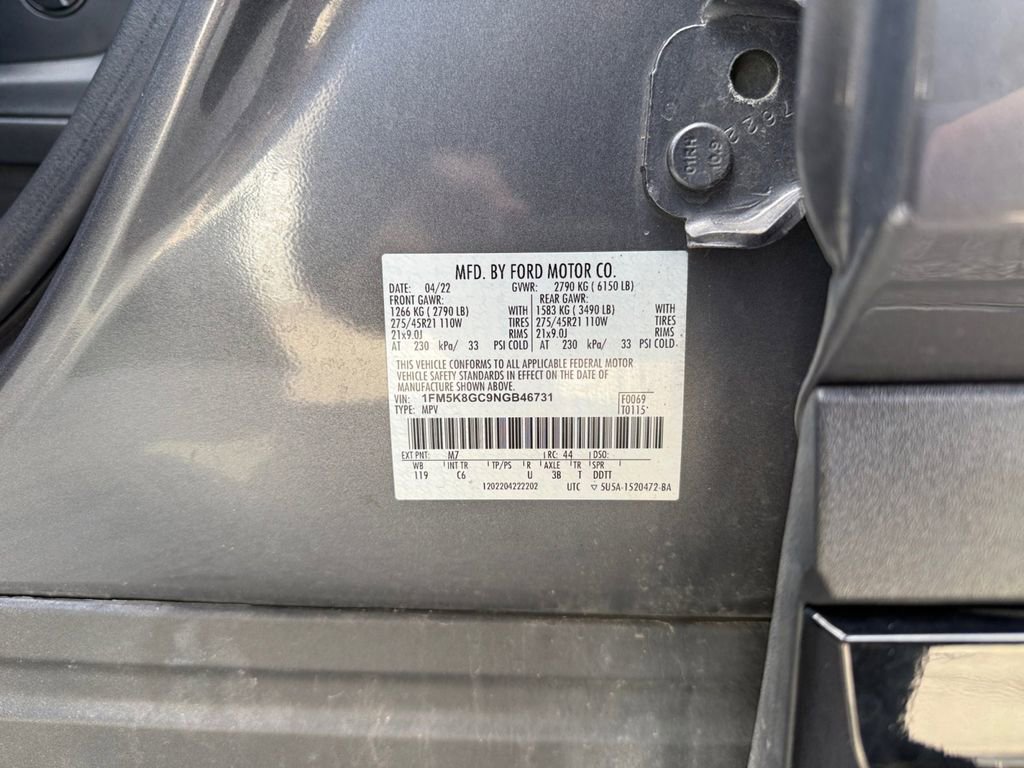 01RH
10.9
7622
MFD. BY FORD MOTOR CO.
DATE: 04/22 GVWR: 2790 KG ( 6150 LB)
FRONT GAWR: REAR GAWR:
1266 KG ( 2790 LB) WITH 1583 KG ( 3490 LB) WITH
275/45R21 110W TIRES 275/45R21 110W TIRES
21x9.0J RIMS 21x9.0J RIMS
AT 230 kPa/ 33 PSI COLD AT 230 kPa/ 33 PSI COLD
THIS VEHICLE CONFORMS TO ALL APPLICABLE FEDERAL MOTOR
VEHICLE SAFETY STANDARDS IN EFFECT ON THE DATE OF
MANUFACTURE SHOWN ABOVE.
VIN: 1FM5K8GC9NGB46731 F0069
TYPE: MPV T0115
EXT PNT: M7 RC: 44 DSO:
WB INT TR TP/PS R AXLE TR SPR
119 C6 U 3B T DDTT
1202204222202 UTC ▽ 5U5A-1520472-BA